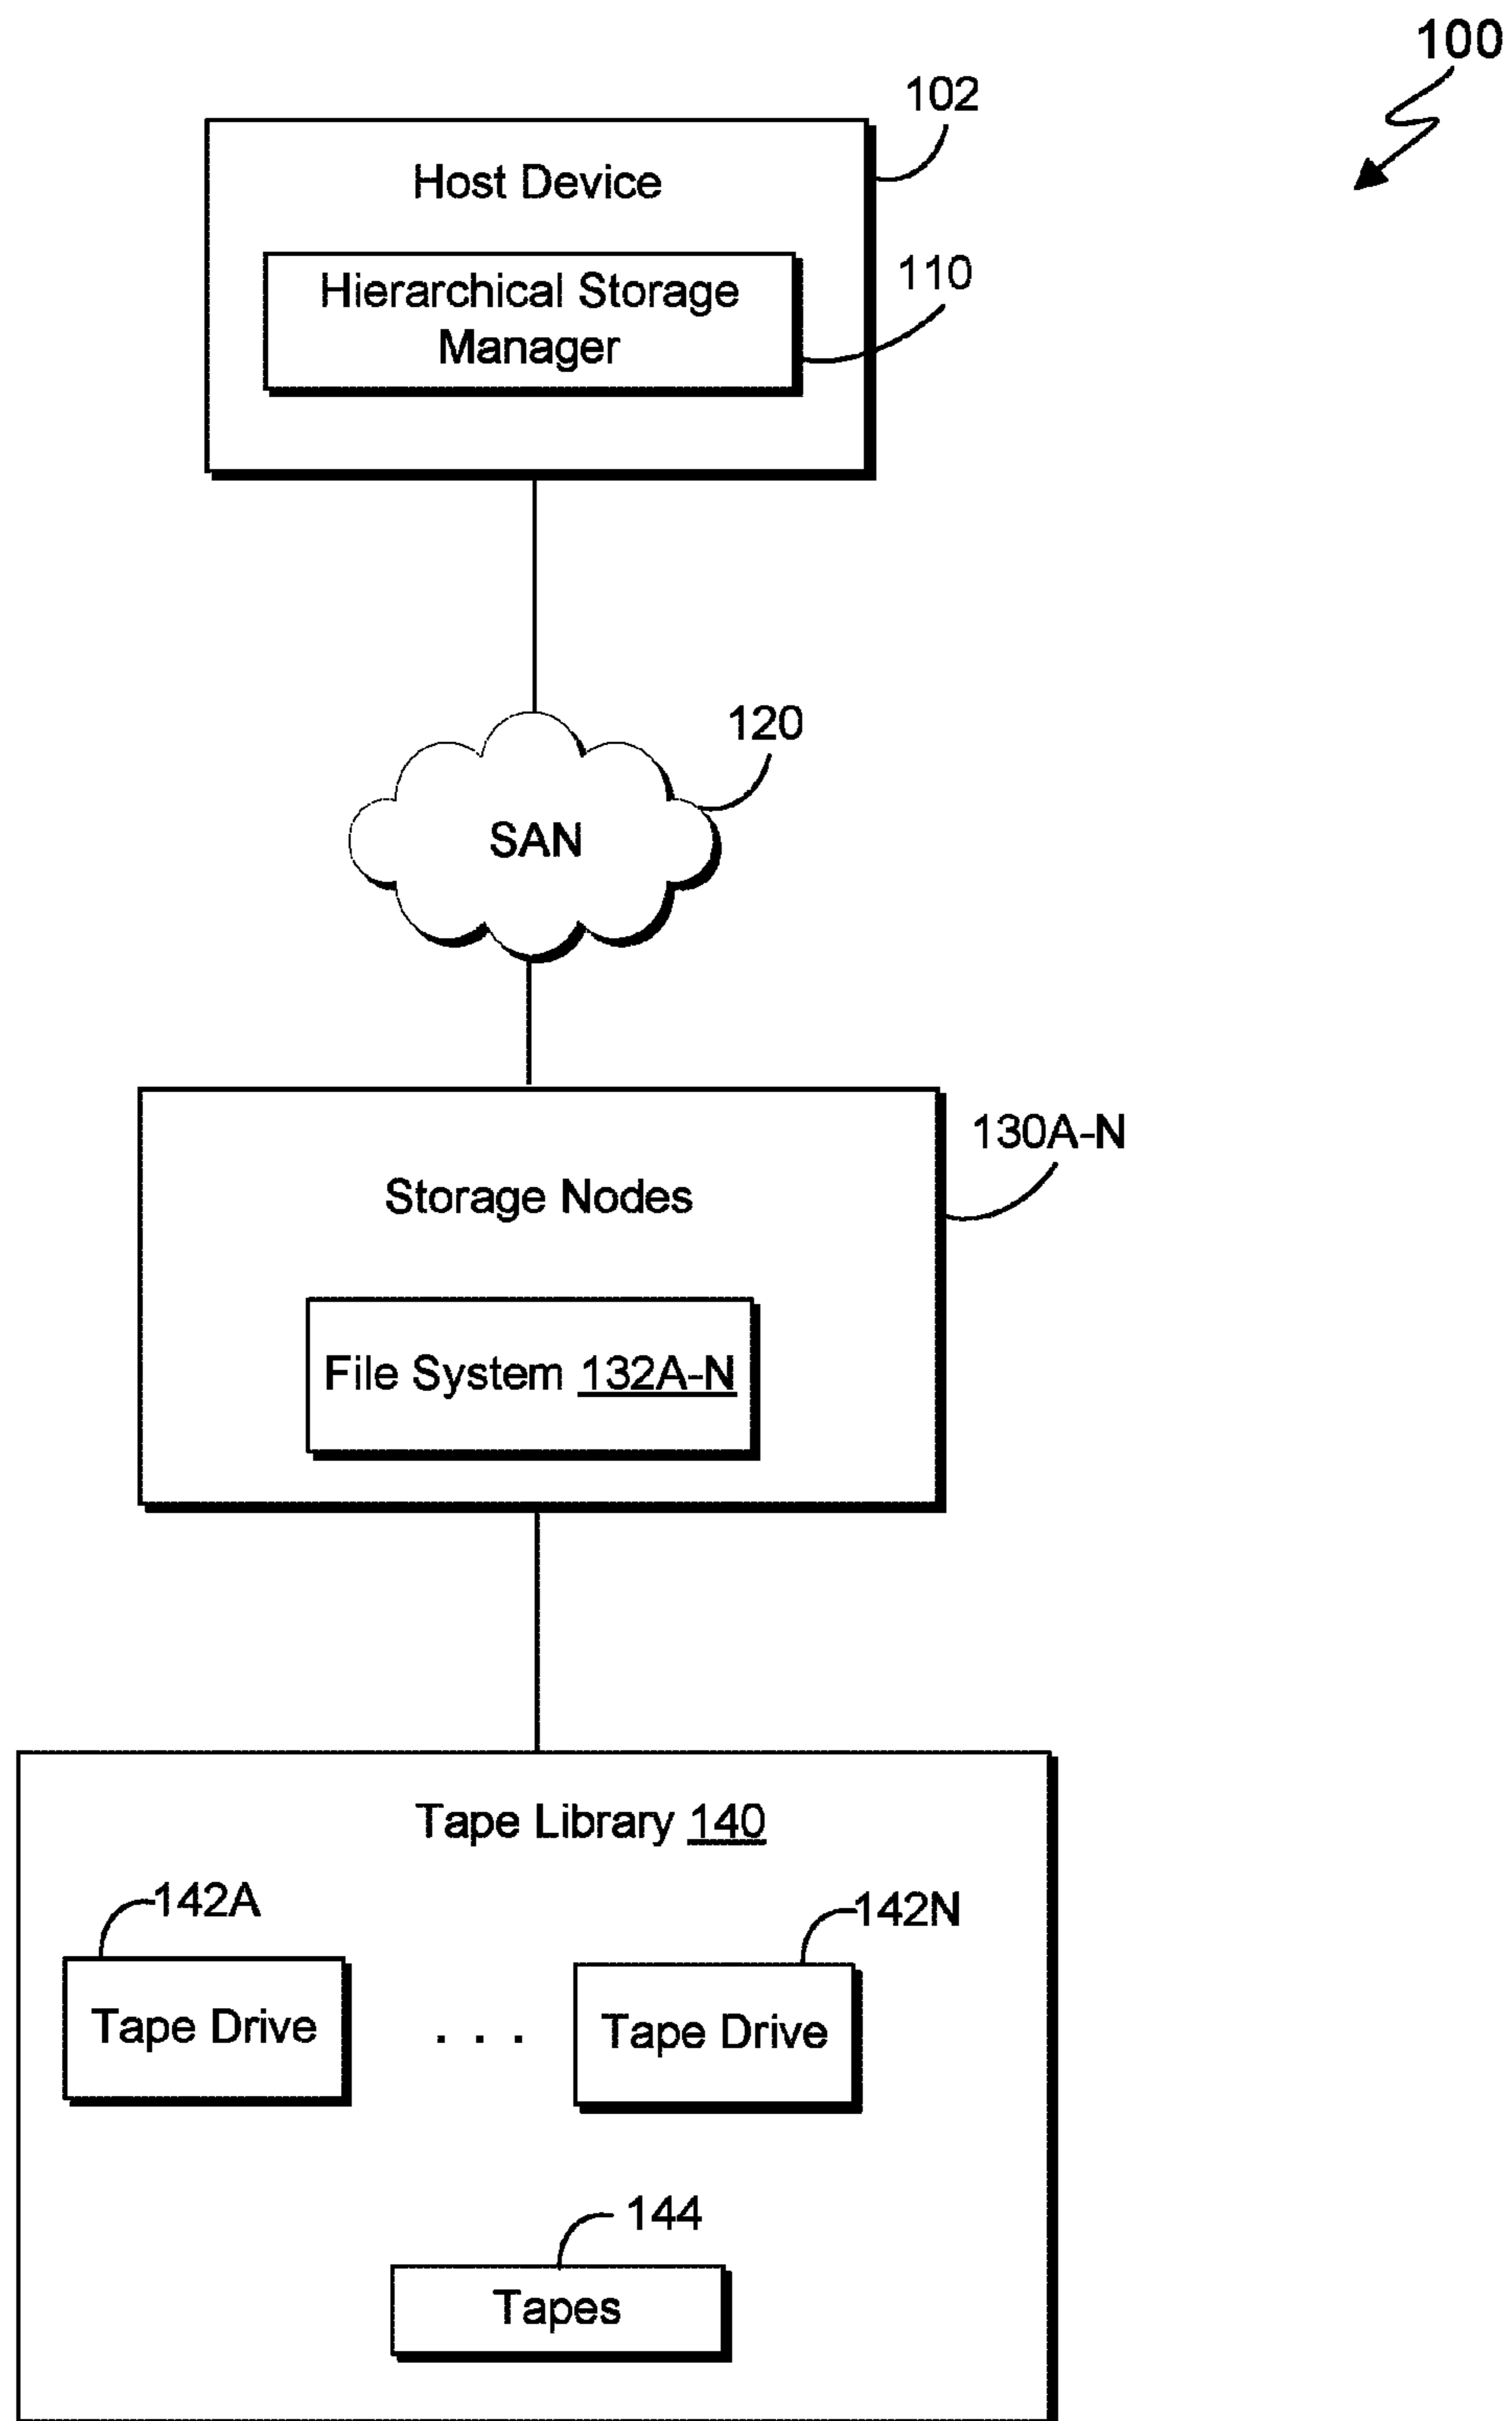 100
102
Host Device
110
Hierarchical Storage
Manager
120
SAN
130A-N
Storage Nodes
File System 132A-N
Tape Library 140
142A
142N
Tape Drive
. . .
Tape Drive
144
Tapes